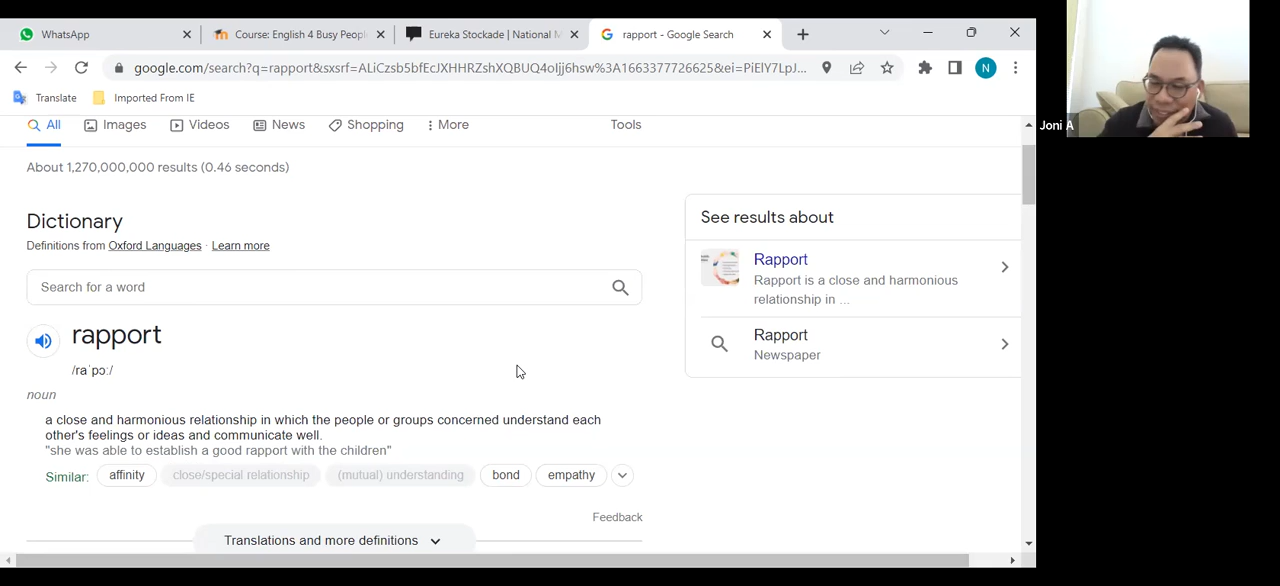 WhatsApp
Course: English 4 Busy Peopl
Eureka Stockade | National M
rapport - Google Search
google.com/search?q=rapport&sxsrf=ALiCzsb5bfEcJXHHRZshXQBUQ4oIjj6hsw%3A1663377726625&ei=PiElY7LpJ...
N
Translate
Imported From IE
All
Images
Videos
News
Shopping
More
Tools
About 1,270,000,000 results (0.46 seconds)
Dictionary
Definitions from Oxford Languages · Learn more
Search for a word
rapport
/raˈpɔː/
noun
a close and harmonious relationship in which the people or groups concerned understand each
other's feelings or ideas and communicate well.
"she was able to establish a good rapport with the children"
Similar:
affinity
close/special relationship
(mutual) understanding
bond
empathy
Feedback
Translations and more definitions
See results about
Rapport
Rapport is a close and harmonious
relationship in ...
Rapport
Newspaper
Joni A